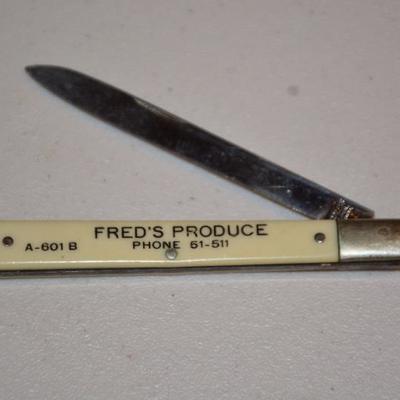 FRED'S PRODUCE
A-601 B PHONE 61-511